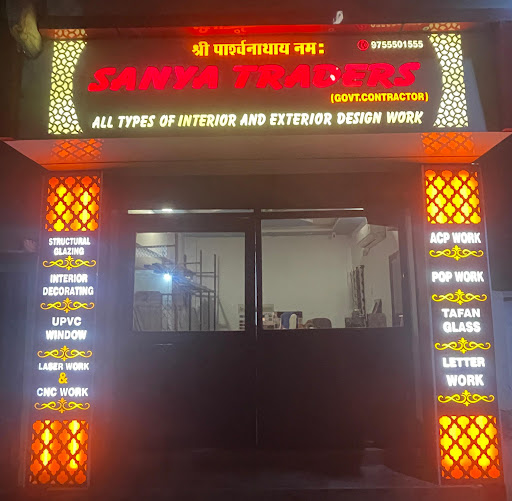 श्री पार्श्वनाथाय नम:
9755501555
SANYA TRADERS
(GOVT.CONTRACTOR)
ALL TYPES OF INTERIOR AND EXTERIOR DESIGN WORK
STRUCTURAL
GLAZING
INTERIOR
DECORATING
UPVC
WINDOW
LASER WORK
&
CNC WORK
ACP WORK
POP WORK
TAFAN
GLASS
LETTER
WORK